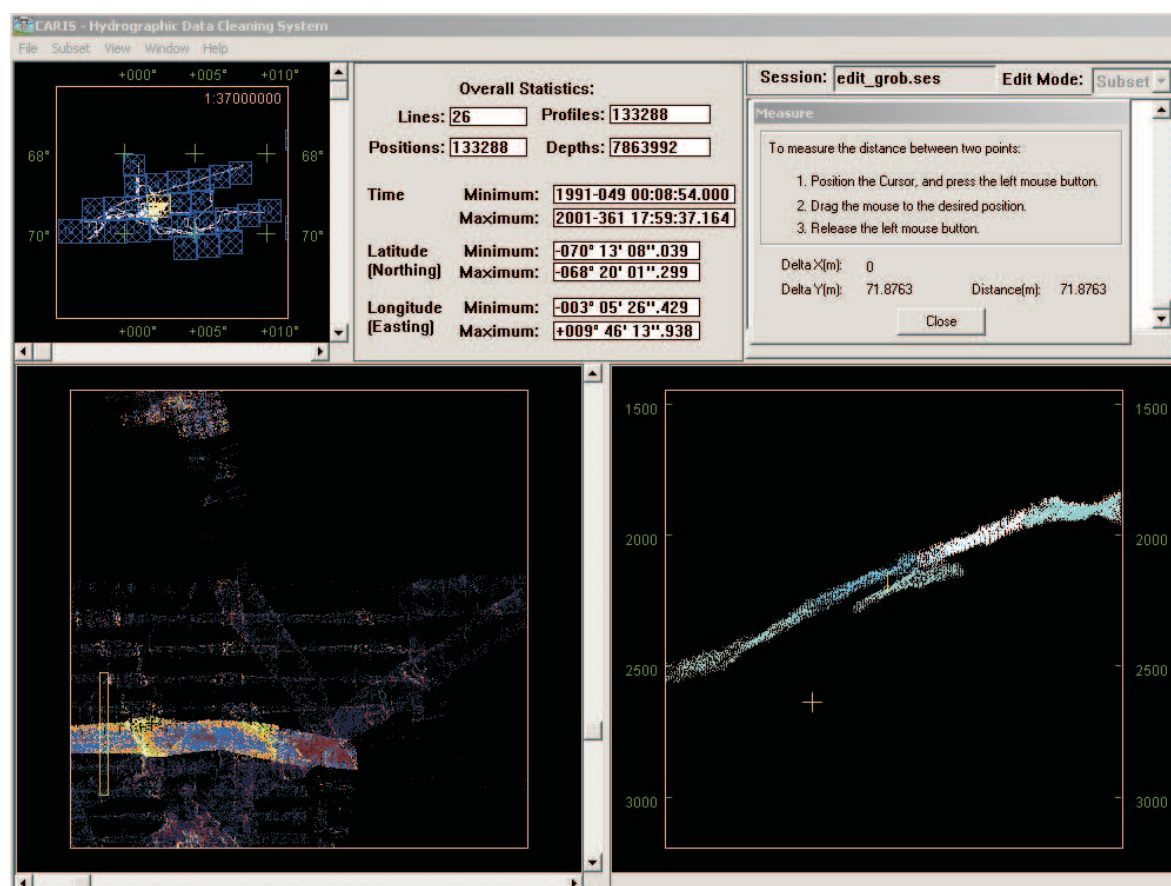 CARIS - Hydrographic Data Cleaning System
File Subset View Window Help
+000° +005° +010°
1:37000000
68° 68°
70° 70°
+000° +005° +010°
Overall Statistics:
Lines: 26 Profiles: 133288
Positions: 133288 Depths: 7863992
Time Minimum: 1991-049 00:08:54.000
Maximum: 2001-361 17:59:37.164
Latitude Minimum: -070° 13' 08".039
(Northing) Maximum: -068° 20' 01".299
Longitude Minimum: -003° 05' 26".429
(Easting) Maximum: +009° 46' 13".938
Session: edit_grob.ses Edit Mode: Subset
Measure
To measure the distance between two points:
1. Position the Cursor, and press the left mouse button.
2. Drag the mouse to the desired position.
3. Release the left mouse button.
Delta X(m): 0
Delta Y(m): 71.8763 Distance(m): 71.8763
Close
1500 1500
2000 2000
2500 2500
3000 3000